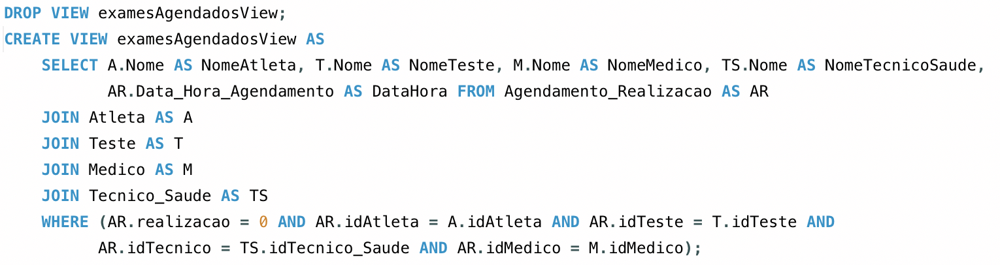 DROP VIEW examesAgendadosView;
CREATE VIEW examesAgendadosView AS
SELECT A.Nome AS NomeAtleta, T.Nome AS NomeTeste, M.Nome AS NomeMedico, TS.Nome AS NomeTecnicoSaude,
AR.Data_Hora_Agendamento AS DataHora FROM Agendamento_Realizacao AS AR
JOIN Atleta AS A
JOIN Teste AS T
JOIN Medico AS M
JOIN Tecnico_Saude AS TS
WHERE (AR.realizacao = 0 AND AR.idAtleta = A.idAtleta AND AR.idTeste = T.idTeste AND
AR.idTecnico = TS.idTecnico_Saude AND AR.idMedico = M.idMedico);